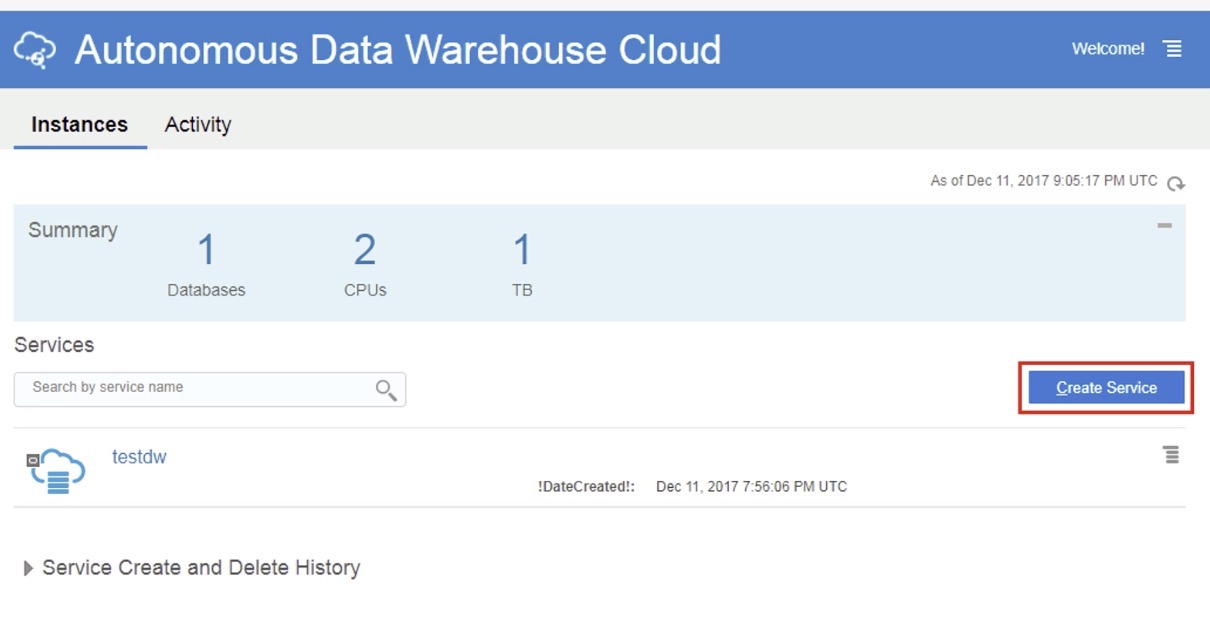 Autonomous Data Warehouse Cloud
Welcome!
Instances Activity
As of Dec 11, 2017 9:05:17 PM UTC
Summary
1 2 1
Databases CPUs TB
Services
Search by service name
Create Service
testdw
!DateCreated!: Dec 11, 2017 7:56:06 PM UTC
Service Create and Delete History